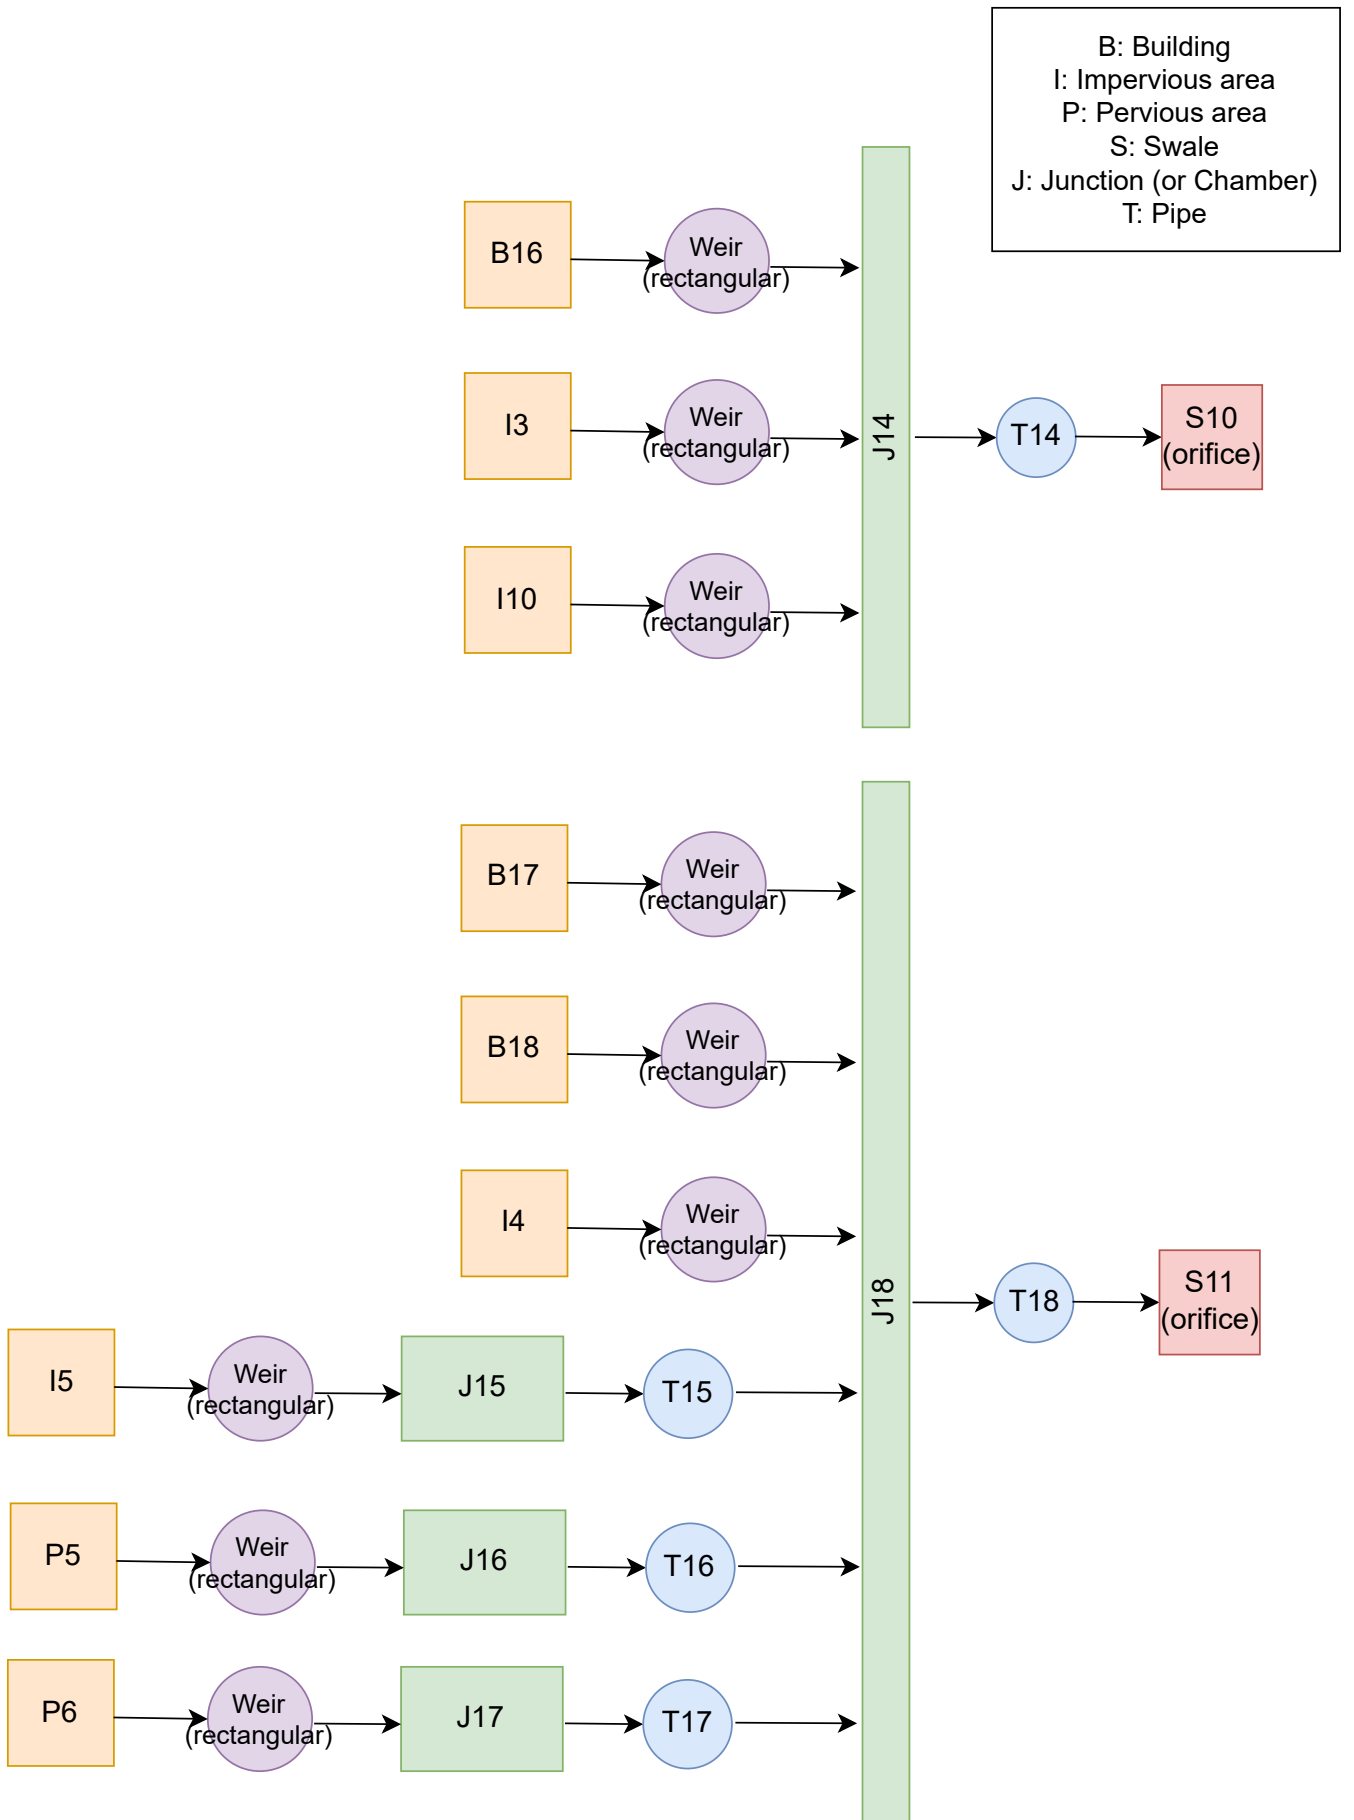 B: Building
I: Impervious area
P: Pervious area
S: Swale
J: Junction (or Chamber)
T: Pipe
B16
Weir
(rectangular)
I3
Weir
(rectangular)
J14
T14
S10
(orifice)
I10
Weir
(rectangular)
B17
Weir
(rectangular)
B18
Weir
(rectangular)
I4
Weir
(rectangular)
J18
T18
S11
(orifice)
I5
Weir
(rectangular)
J15
T15
P5
Weir
(rectangular)
J16
T16
P6
Weir
(rectangular)
J17
T17